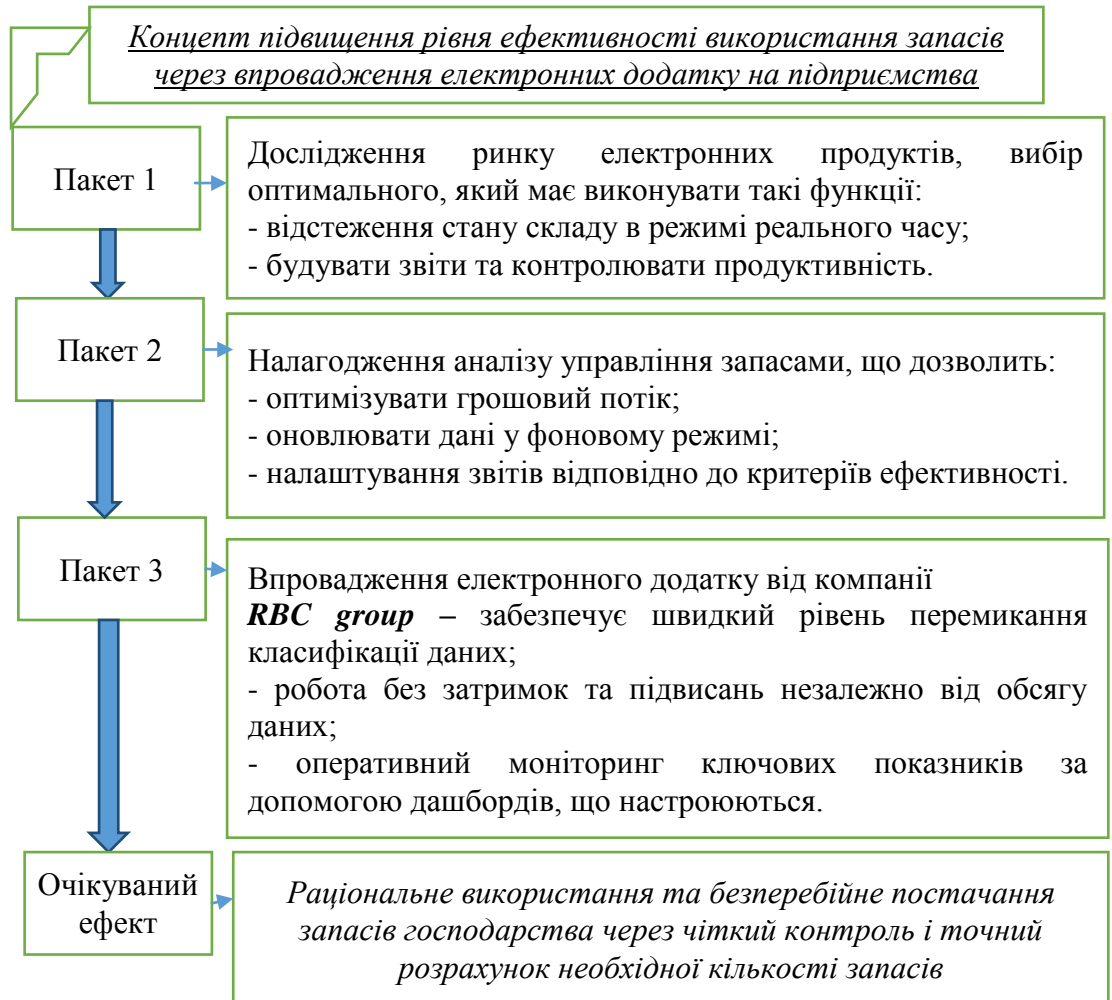 Концепт підвищення рівня ефективності використання запасів
через впровадження електронних додатку на підприємства
Пакет 1
Дослідження ринку електронних продуктів, вибір
оптимального, який має виконувати такі функції:
- відстеження стану складу в режимі реального часу;
- будувати звіти та контролювати продуктивність.
Пакет 2
Налагодження аналізу управління запасами, що дозволить:
- оптимізувати грошовий потік;
- оновлювати дані у фоновому режимі;
- налаштування звітів відповідно до критеріїв ефективності.
Пакет 3
Впровадження електронного додатку від компанії
RBC group – забезпечує швидкий рівень перемикання
класифікації даних;
- робота без затримок та підвисань незалежно від обсягу
даних;
- оперативний моніторинг ключових показників за
допомогою дашбордів, що настроюються.
Очікуваний
ефект
Раціональне використання та безперебійне постачання
запасів господарства через чіткий контроль і точний
розрахунок необхідної кількості запасів